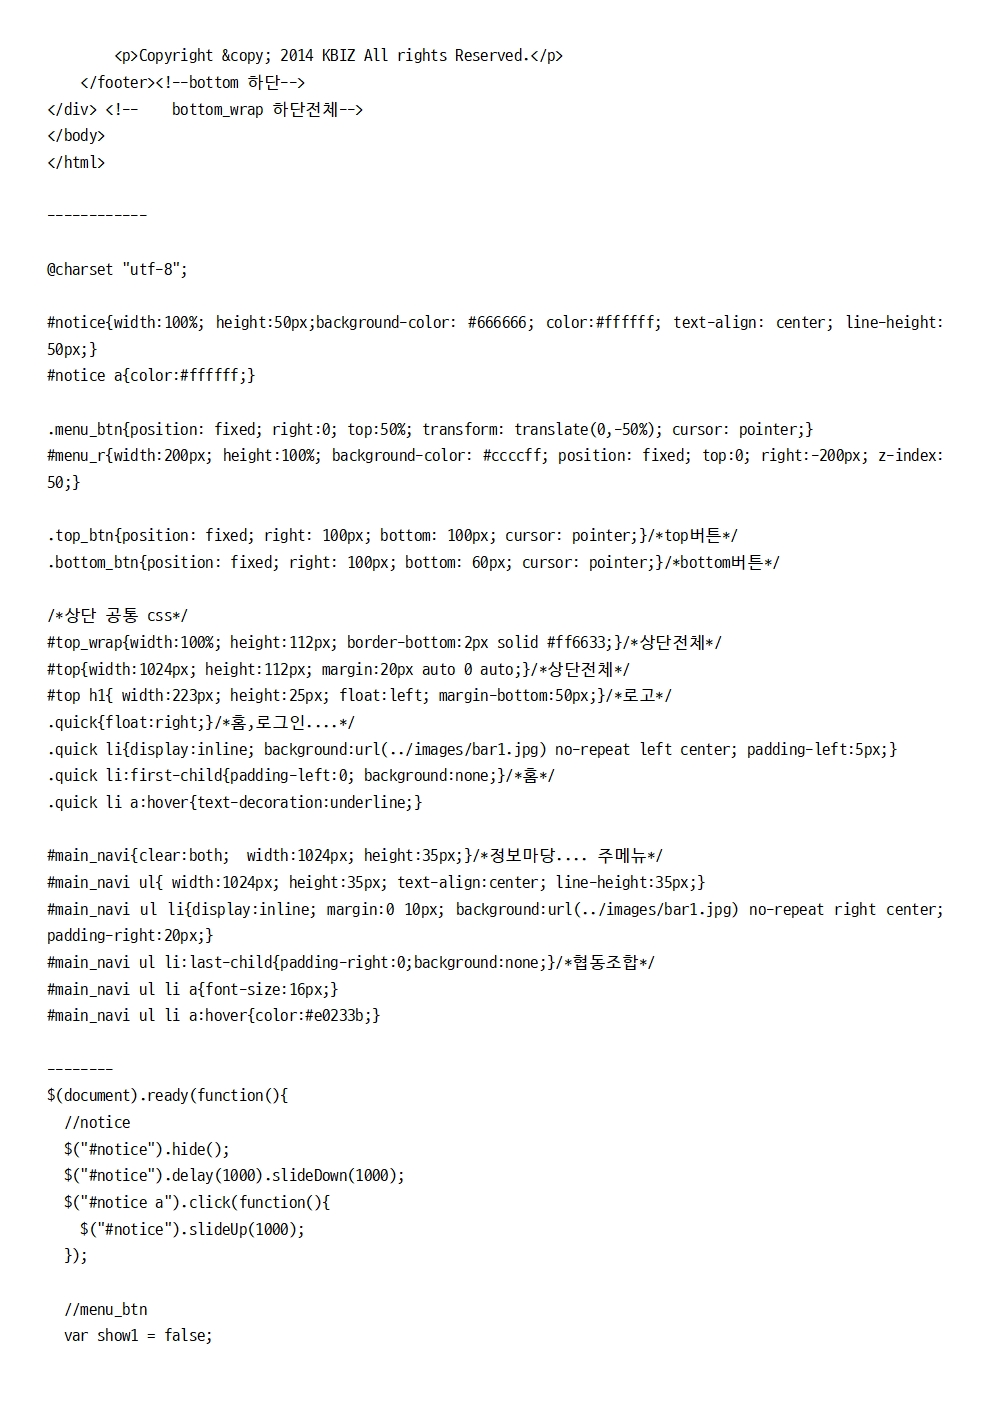 <p>Copyright &copy; 2014 KBIZ All rights Reserved.</p>
</footer><!--bottom 하단-->
</div> <!--    bottom_wrap 하단전체-->
</body>
</html>
------------
@charset "utf-8";
#notice{width:100%; height:50px;background-color: #666666; color:#ffffff; text-align: center; line-height:
50px;}
#notice a{color:#ffffff;}
.menu_btn{position: fixed; right:0; top:50%; transform: translate(0,-50%); cursor: pointer;}
#menu_r{width:200px; height:100%; background-color: #ccccff; position: fixed; top:0; right:-200px; z-index:
50;}
.top_btn{position: fixed; right: 100px; bottom: 100px; cursor: pointer;}/*top버튼*/
.bottom_btn{position: fixed; right: 100px; bottom: 60px; cursor: pointer;}/*bottom버튼*/
/*상단 공통 css*/
#top_wrap{width:100%; height:112px; border-bottom:2px solid #ff6633;}/*상단전체*/
#top{width:1024px; height:112px; margin:20px auto 0 auto;}/*상단전체*/
#top h1{ width:223px; height:25px; float:left; margin-bottom:50px;}/*로고*/
.quick{float:right;}/*홈,로그인....*/
.quick li{display:inline; background:url(../images/bar1.jpg) no-repeat left center; padding-left:5px;}
.quick li:first-child{padding-left:0; background:none;}/*홈*/
.quick li a:hover{text-decoration:underline;}
#main_navi{clear:both;  width:1024px; height:35px;}/*정보마당.... 주메뉴*/
#main_navi ul{ width:1024px; height:35px; text-align:center; line-height:35px;}
#main_navi ul li{display:inline; margin:0 10px; background:url(../images/bar1.jpg) no-repeat right center;
padding-right:20px;}
#main_navi ul li:last-child{padding-right:0;background:none;}/*협동조합*/
#main_navi ul li a{font-size:16px;}
#main_navi ul li a:hover{color:#e0233b;}
--------
$(document).ready(function(){
//notice
$("#notice").hide();
$("#notice").delay(1000).slideDown(1000);
$("#notice a").click(function(){
$("#notice").slideUp(1000);
});
//menu_btn
var show1 = false;